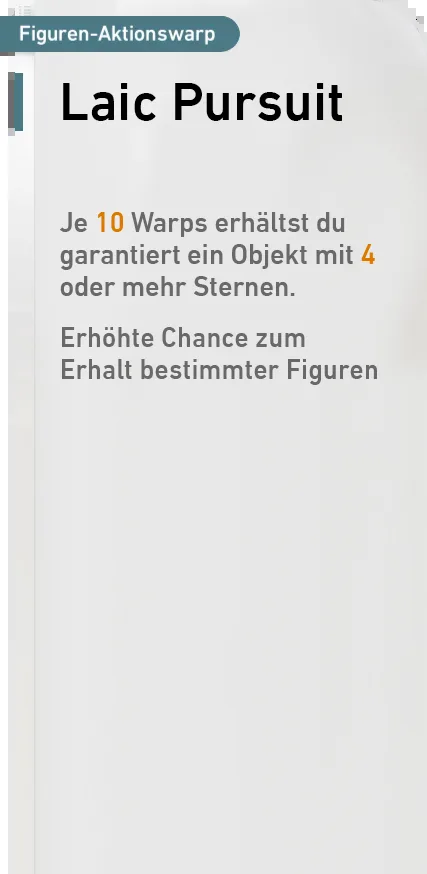 Figuren-Aktionswarp
Laic Pursuit
Je 10 Warps erhältst du
garantiert ein Objekt mit 4
oder mehr Sternen.
Erhöhte Chance zum
Erhalt bestimmter Figuren